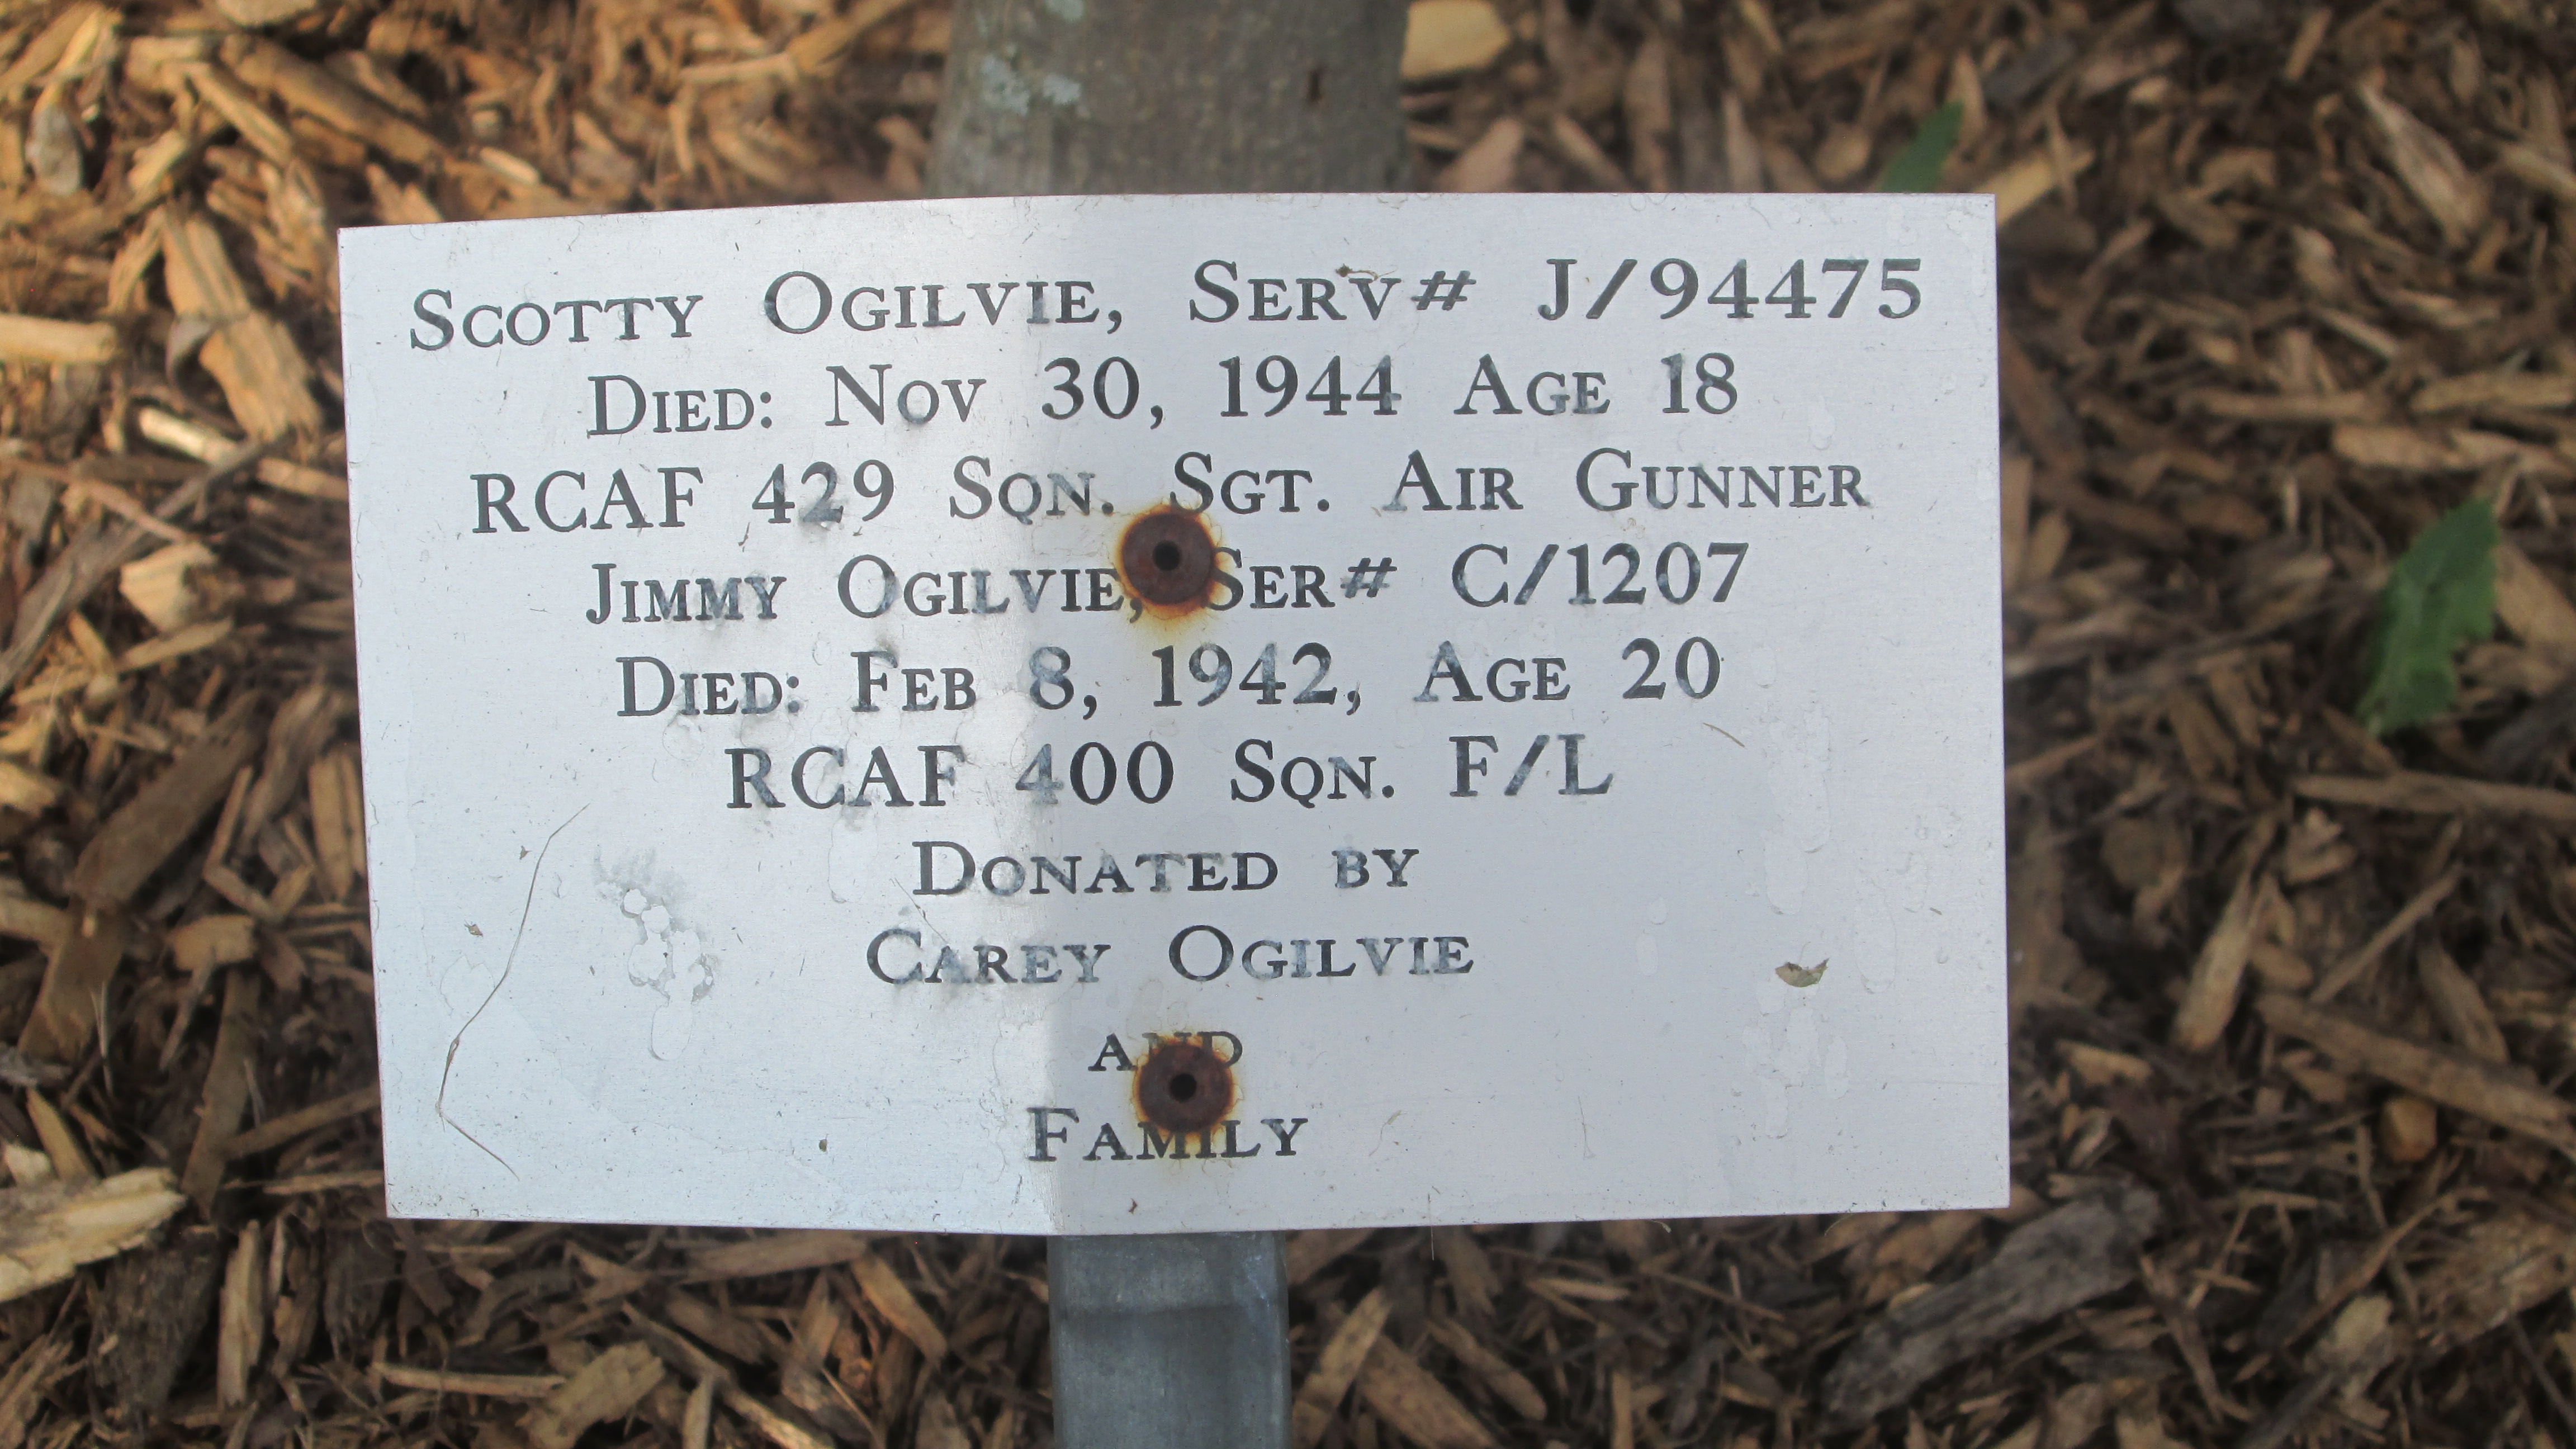 Scotty Ogilvie, Serv# J/94475
Died: Nov 30, 1944 Age 18
RCAF 429 Sqn. Sgt. Air Gunner
Jimmy Ogilvie, Ser# C/1207
Died: Feb 8, 1942, Age 20
RCAF 400 Sqn. F/L
Donated by
Carey Ogilvie
and
Family